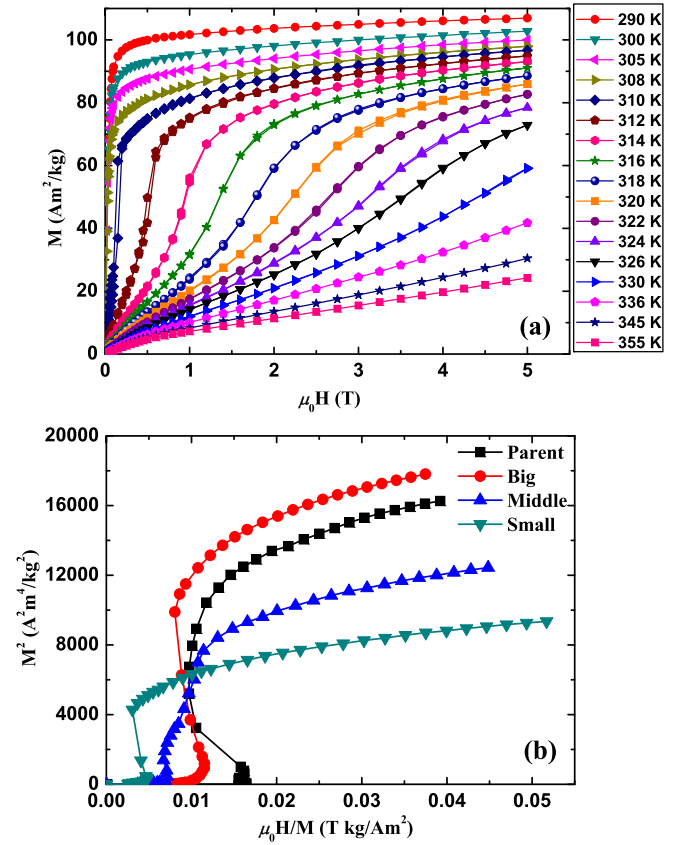 120
100
80
60
40
20
0
M (Am²/kg)
0 1 2 3 4 5
μ₀H (T)
(a)
290 K
300 K
305 K
308 K
310 K
312 K
314 K
316 K
318 K
320 K
322 K
324 K
326 K
330 K
336 K
345 K
355 K
20000
16000
12000
8000
4000
0
M² (A²m⁴/kg²)
Parent
Big
Middle
Small
(b)
0.00 0.01 0.02 0.03 0.04 0.05
μ₀H/M (T kg/Am²)